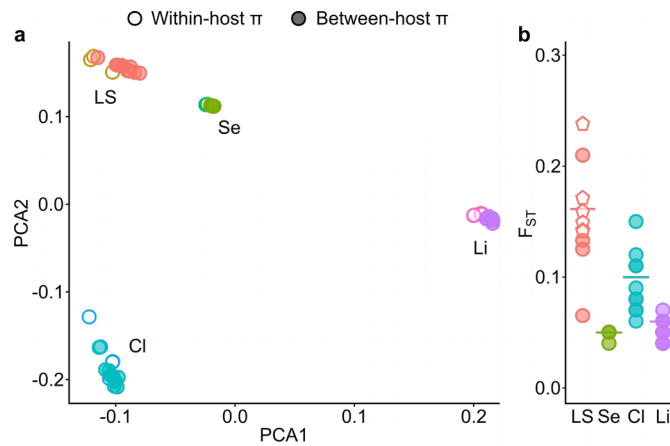 Within-host π Between-host π
a
b
LS
Se
Li
Cl
PCA2
0.1
0.0
-0.1
-0.2
-0.1 0.0 0.1 0.2
PCA1
FST
0.3
0.2
0.1
0.0
LS Se Cl Li